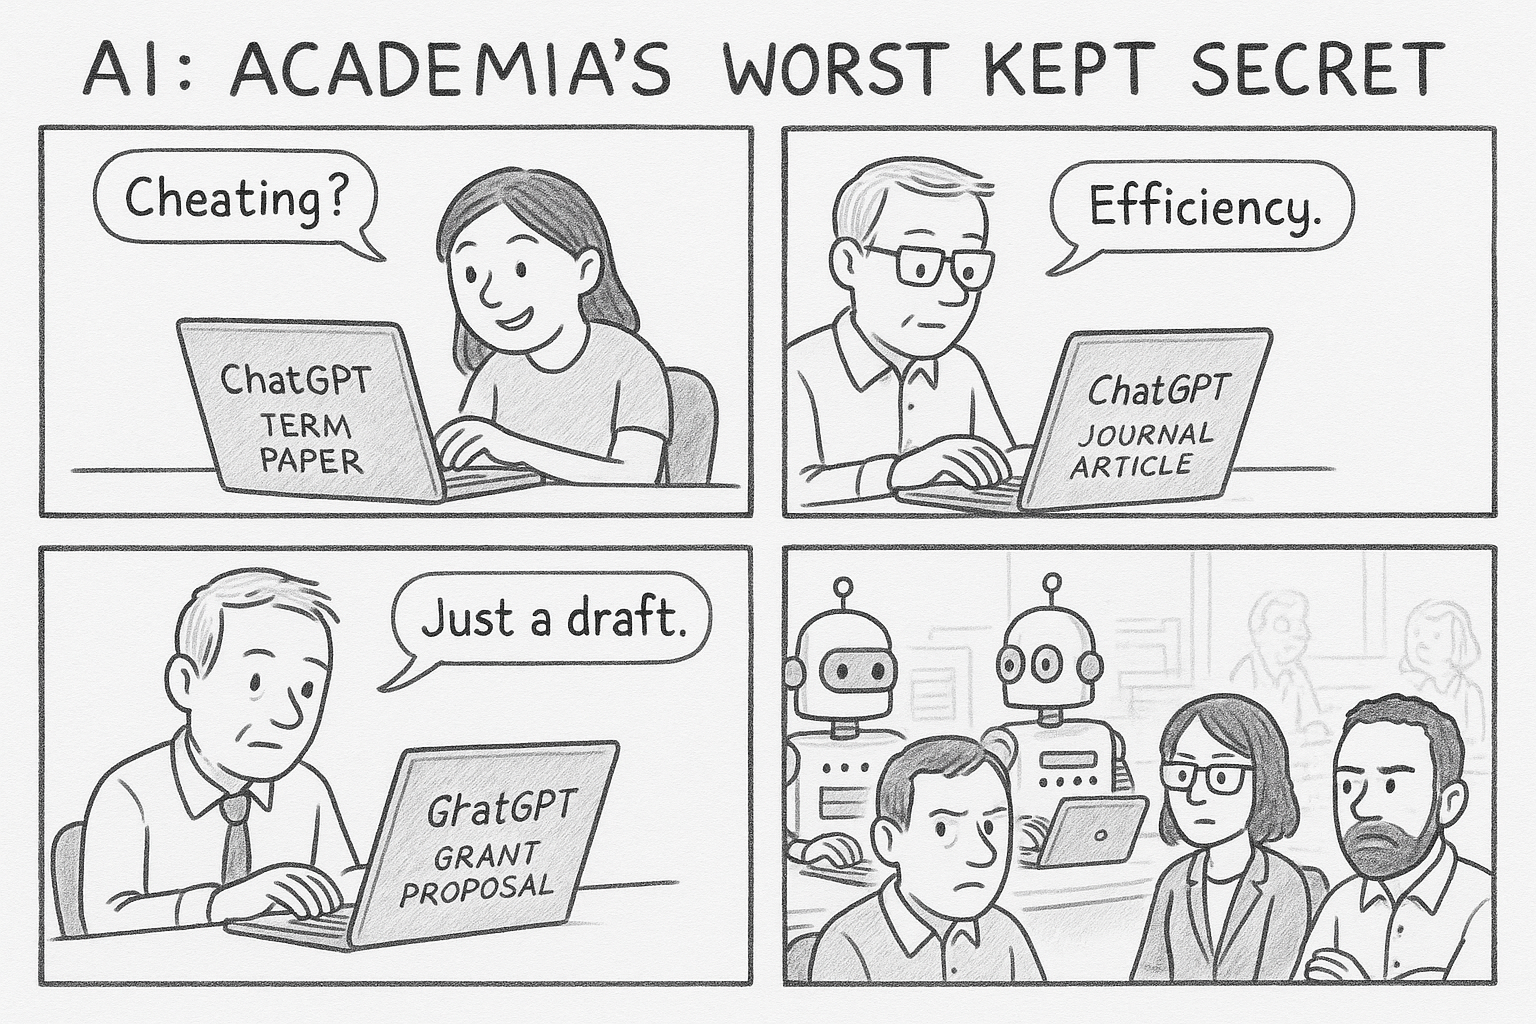 AI: ACADEMIA'S WORST KEPT SECRET
Cheating?
ChatGPT
TERM
PAPER
Efficiency.
ChatGPT
JOURNAL
ARTICLE
Just a draft.
GratGPT
GRANT
PROPOSAL